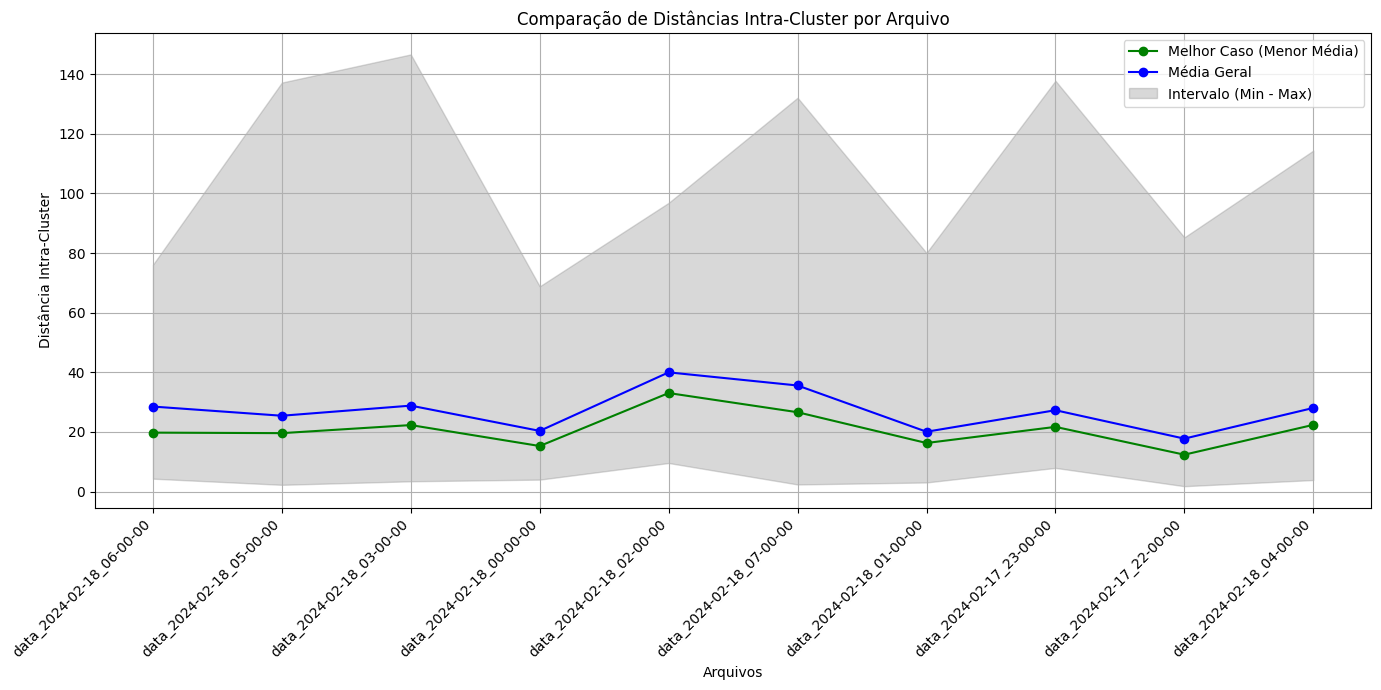 Comparação de Distâncias Intra-Cluster por Arquivo
Melhor Caso (Menor Média)
Média Geral
Intervalo (Min - Max)
Distância Intra-Cluster
140
120
100
80
60
40
20
0
data_2024-02-18_06-00-00
data_2024-02-18_05-00-00
data_2024-02-18_03-00-00
data_2024-02-18_00-00-00
data_2024-02-18_02-00-00
data_2024-02-18_07-00-00
data_2024-02-18_01-00-00
data_2024-02-17_23-00-00
data_2024-02-17_22-00-00
data_2024-02-18_04-00-00
Arquivos